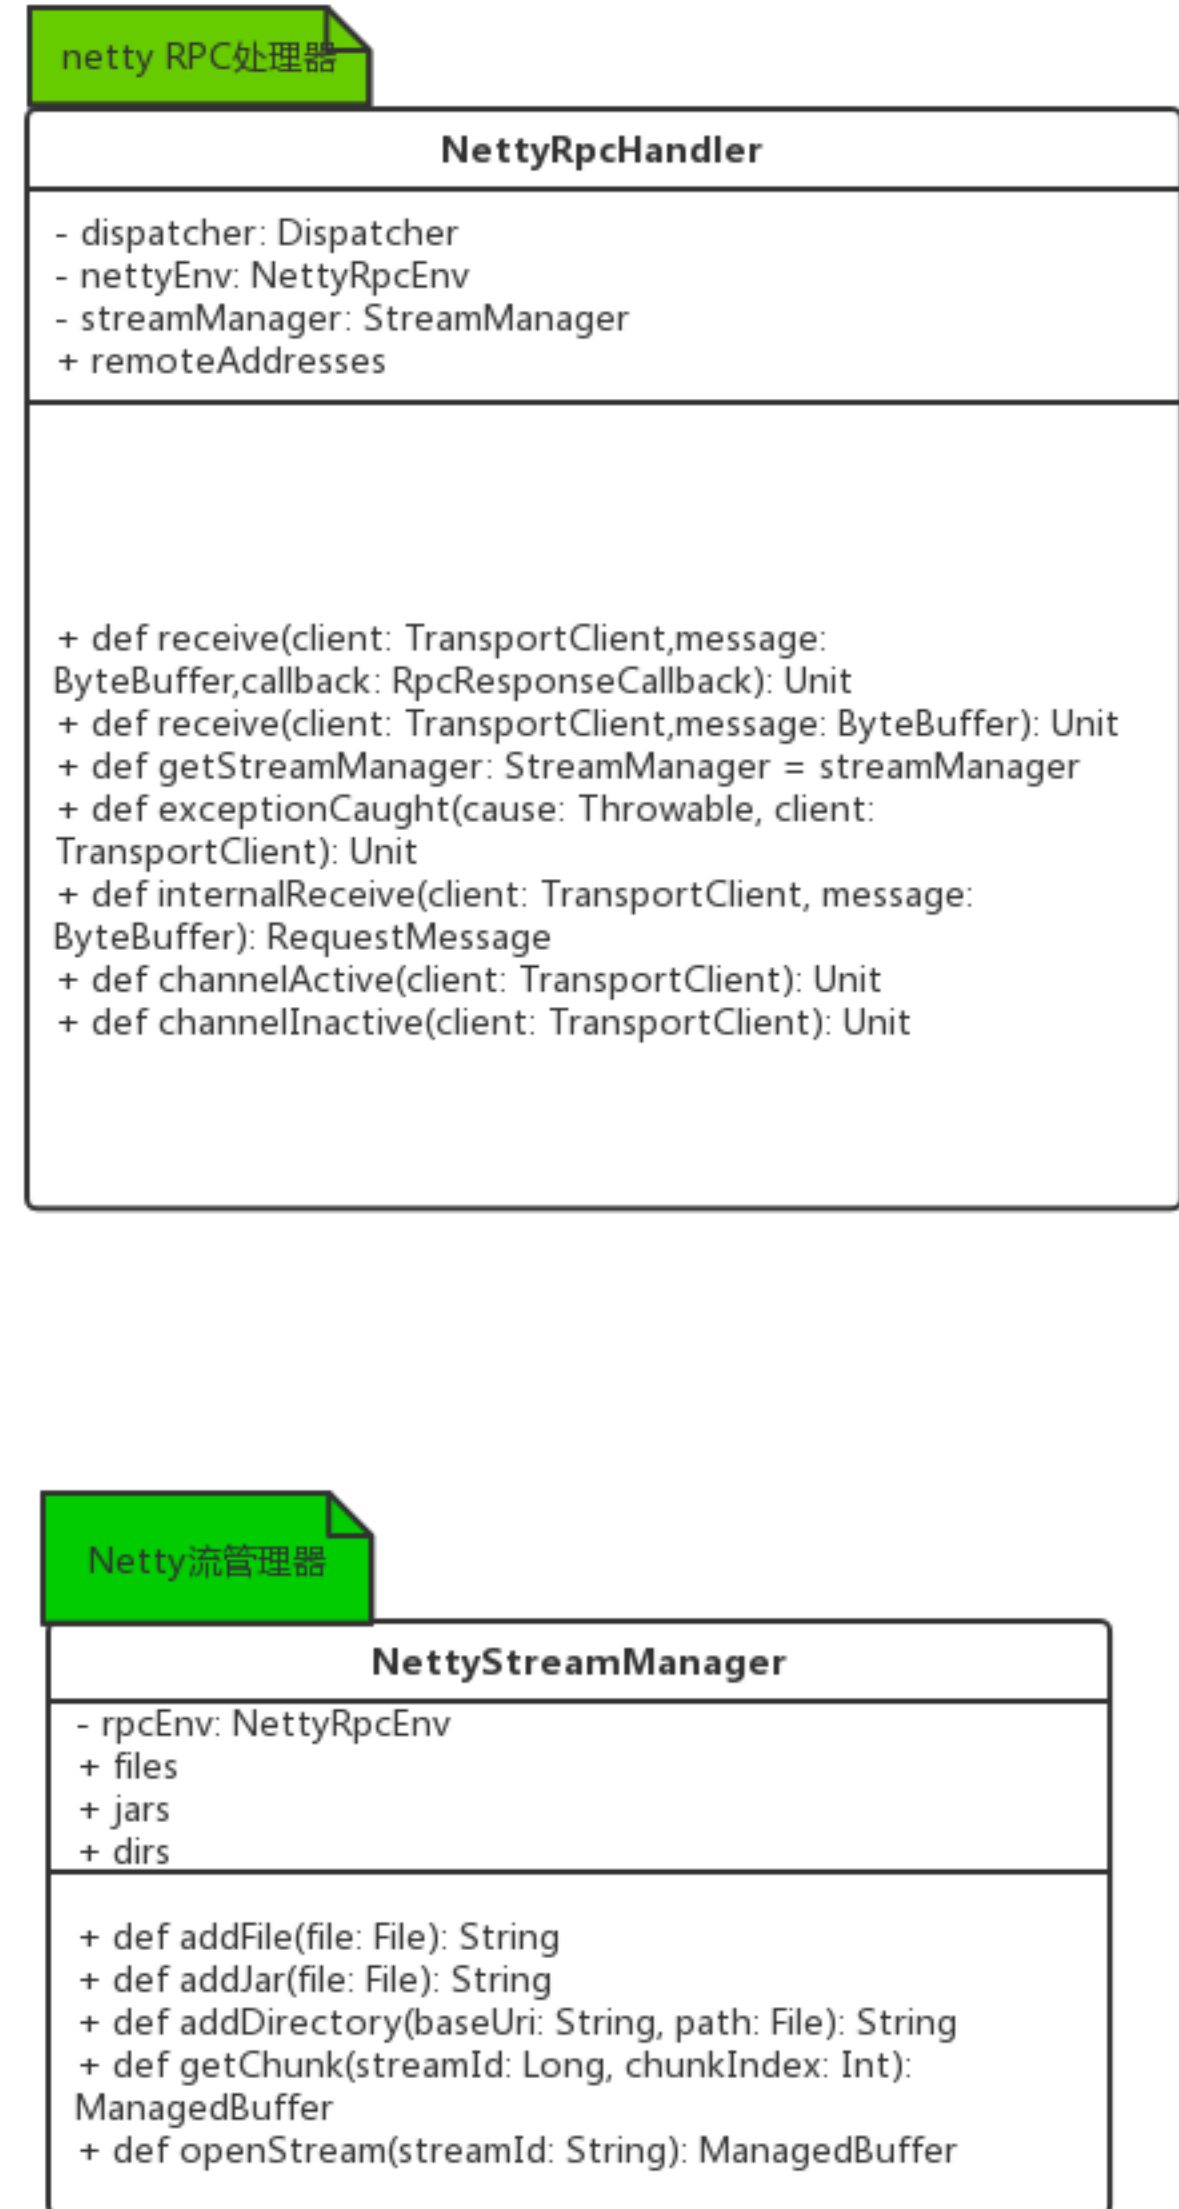 netty RPC处理器
NettyRpcHandler
- dispatcher: Dispatcher
- nettyEnv: NettyRpcEnv
- streamManager: StreamManager
+ remoteAddresses
+ def receive(client: TransportClient,message:
ByteBuffer,callback: RpcResponseCallback): Unit
+ def receive(client: TransportClient,message: ByteBuffer): Unit
+ def getStreamManager: StreamManager = streamManager
+ def exceptionCaught(cause: Throwable, client:
TransportClient): Unit
+ def internalReceive(client: TransportClient, message:
ByteBuffer): RequestMessage
+ def channelActive(client: TransportClient): Unit
+ def channelInactive(client: TransportClient): Unit
Netty流管理器
NettyStreamManager
- rpcEnv: NettyRpcEnv
+ files
+ jars
+ dirs
+ def addFile(file: File): String
+ def addJar(file: File): String
+ def addDirectory(baseUri: String, path: File): String
+ def getChunk(streamId: Long, chunkIndex: Int):
ManagedBuffer
+ def openStream(streamId: String): ManagedBuffer